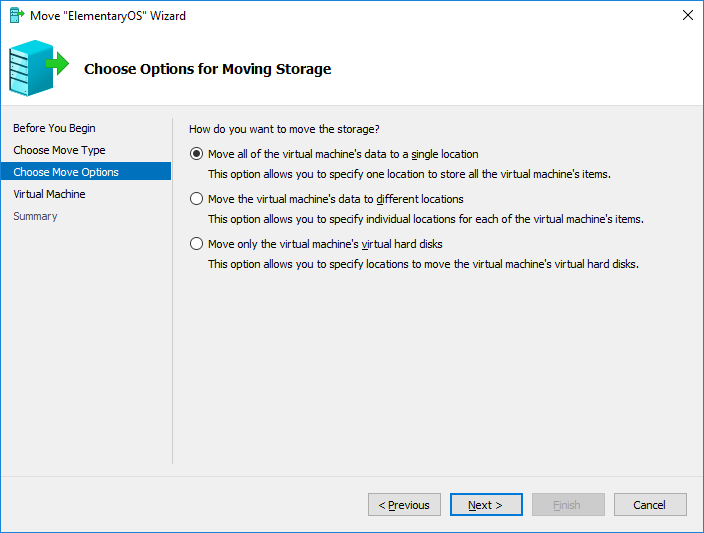 Move "ElementaryOS" Wizard
Choose Options for Moving Storage
Before You Begin
Choose Move Type
Choose Move Options
Virtual Machine
Summary
How do you want to move the storage?
Move all of the virtual machine's data to a single location
This option allows you to specify one location to store all the virtual machine's items.
Move the virtual machine's data to different locations
This option allows you to specify individual locations for each of the virtual machine's items.
Move only the virtual machine's virtual hard disks
This option allows you to specify locations to move the virtual machine's virtual hard disks.
< Previous
Next >
Finish
Cancel